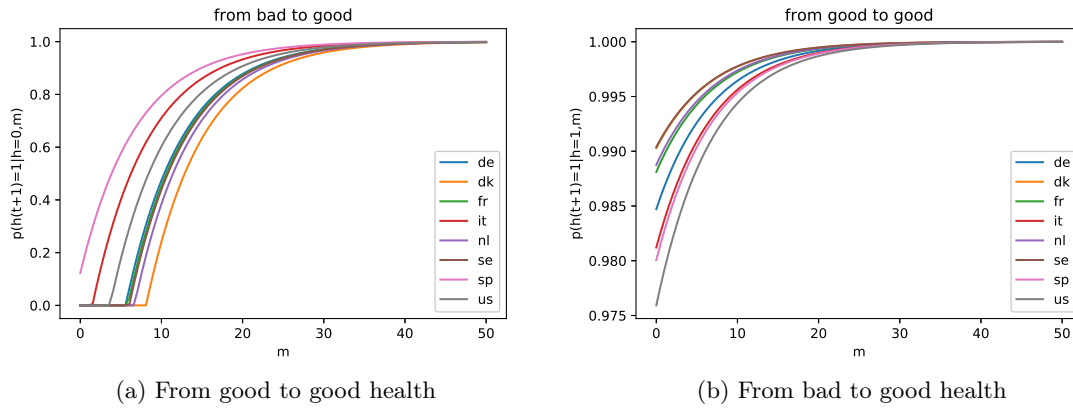 from bad to good
p(h(t+1)=1|h=0,m)
1.0
0.8
0.6
0.4
0.2
0.0
0
10
20
30
40
50
m
de
dk
fr
it
nl
se
sp
us
(a) From good to good health
from good to good
p(h(t+1)=1|h=1,m)
1.000
0.995
0.990
0.985
0.980
0.975
0
10
20
30
40
50
m
de
dk
fr
it
nl
se
sp
us
(b) From bad to good health